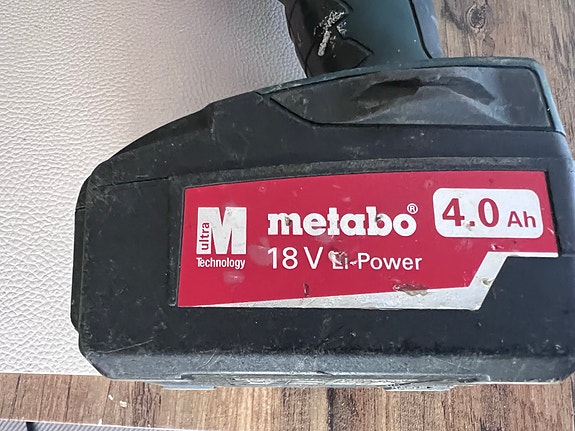 ultra
M
Technology
metabo®
18 V Li-Power
4.0 Ah